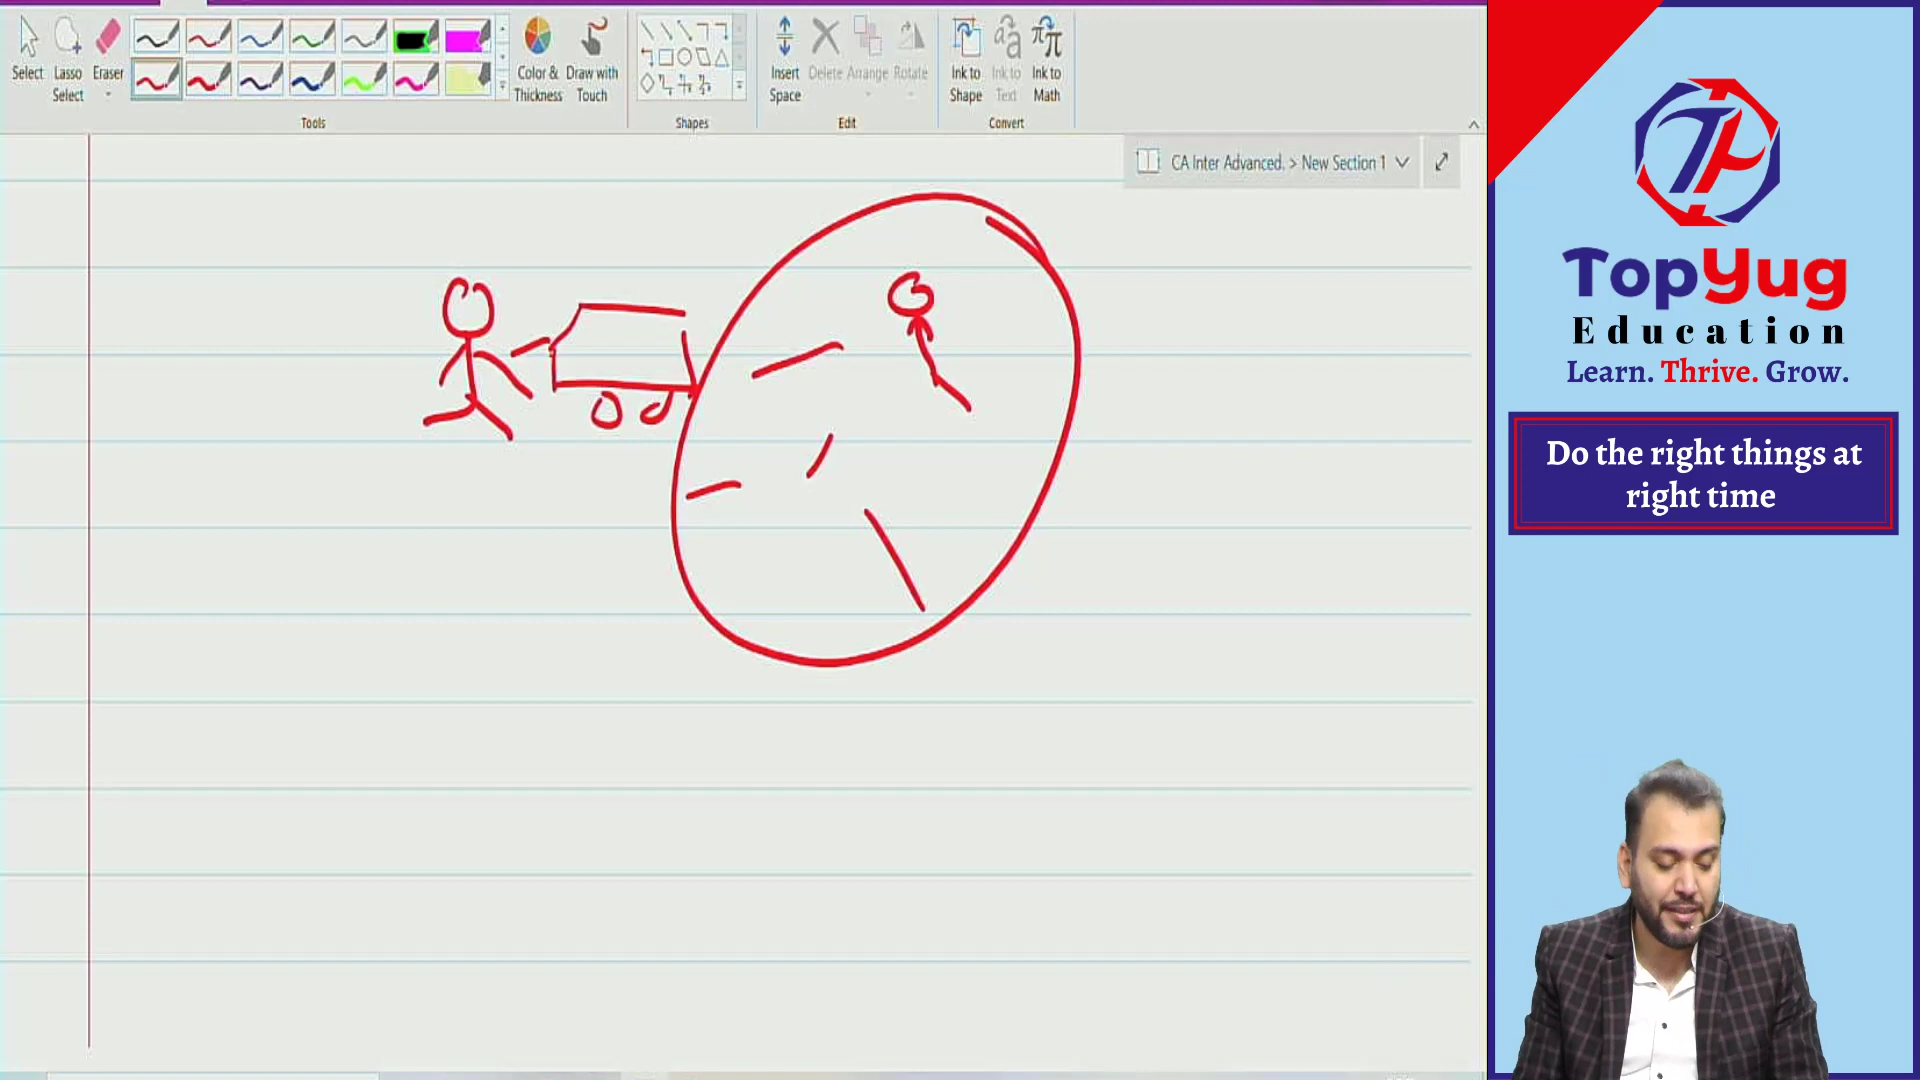 Select
Lasso Select
Eraser
Color & Thickness
Draw with Touch
Insert Space
Delete
Arrange
Rotate
Ink to Shape
Ink to Text
Ink to Math
Tools
Shapes
Edit
Convert
CA Inter Advanced. > New Section 1
TopYug
Education
Learn. Thrive. Grow.
Do the right things at
right time